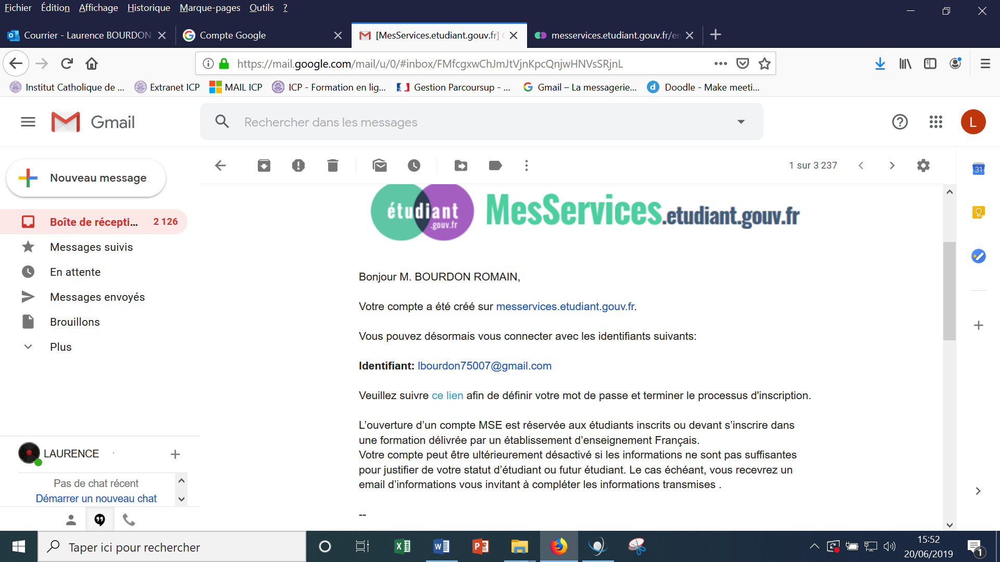 Fichier Édition Affichage Historique Marque-pages Outils ?
Courrier - Laurence BOURDON
Compte Google
[MesServices.etudiant.gouv.fr]
messervices.etudiant.gouv.fr/en
https://mail.google.com/mail/u/0/#inbox/FMfcgxwChJmJtVjnKpcQnjwHNVsSRjnL
Institut Catholique de ... Extranet ICP MAIL ICP ICP - Formation en lig... Gestion Parcoursup - ... Gmail – La messagerie... Doodle - Make meeti...
Gmail
Rechercher dans les messages
L
Nouveau message
1 sur 3 237
31
Boîte de récepti... 2 126
Messages suivis
En attente
Messages envoyés
Brouillons
Plus
étudiant
.gouv.fr
MesServices.etudiant.gouv.fr
Bonjour M. BOURDON ROMAIN,
Votre compte a été créé sur messervices.etudiant.gouv.fr.
Vous pouvez désormais vous connecter avec les identifiants suivants:
Identifiant: lbourdon75007@gmail.com
Veuillez suivre ce lien afin de définir votre mot de passe et terminer le processus d'inscription.
L’ouverture d’un compte MSE est réservée aux étudiants inscrits ou devant s’inscrire dans
une formation délivrée par un établissement d’enseignement Français.
Votre compte peut être ultérieurement désactivé si les informations ne sont pas suffisantes
pour justifier de votre statut d’étudiant ou futur étudiant. Le cas échéant, vous recevrez un
email d’informations vous invitant à compléter les informations transmises .
--
LAURENCE
Pas de chat récent
Démarrer un nouveau chat
Taper ici pour rechercher
15:52
20/06/2019
1